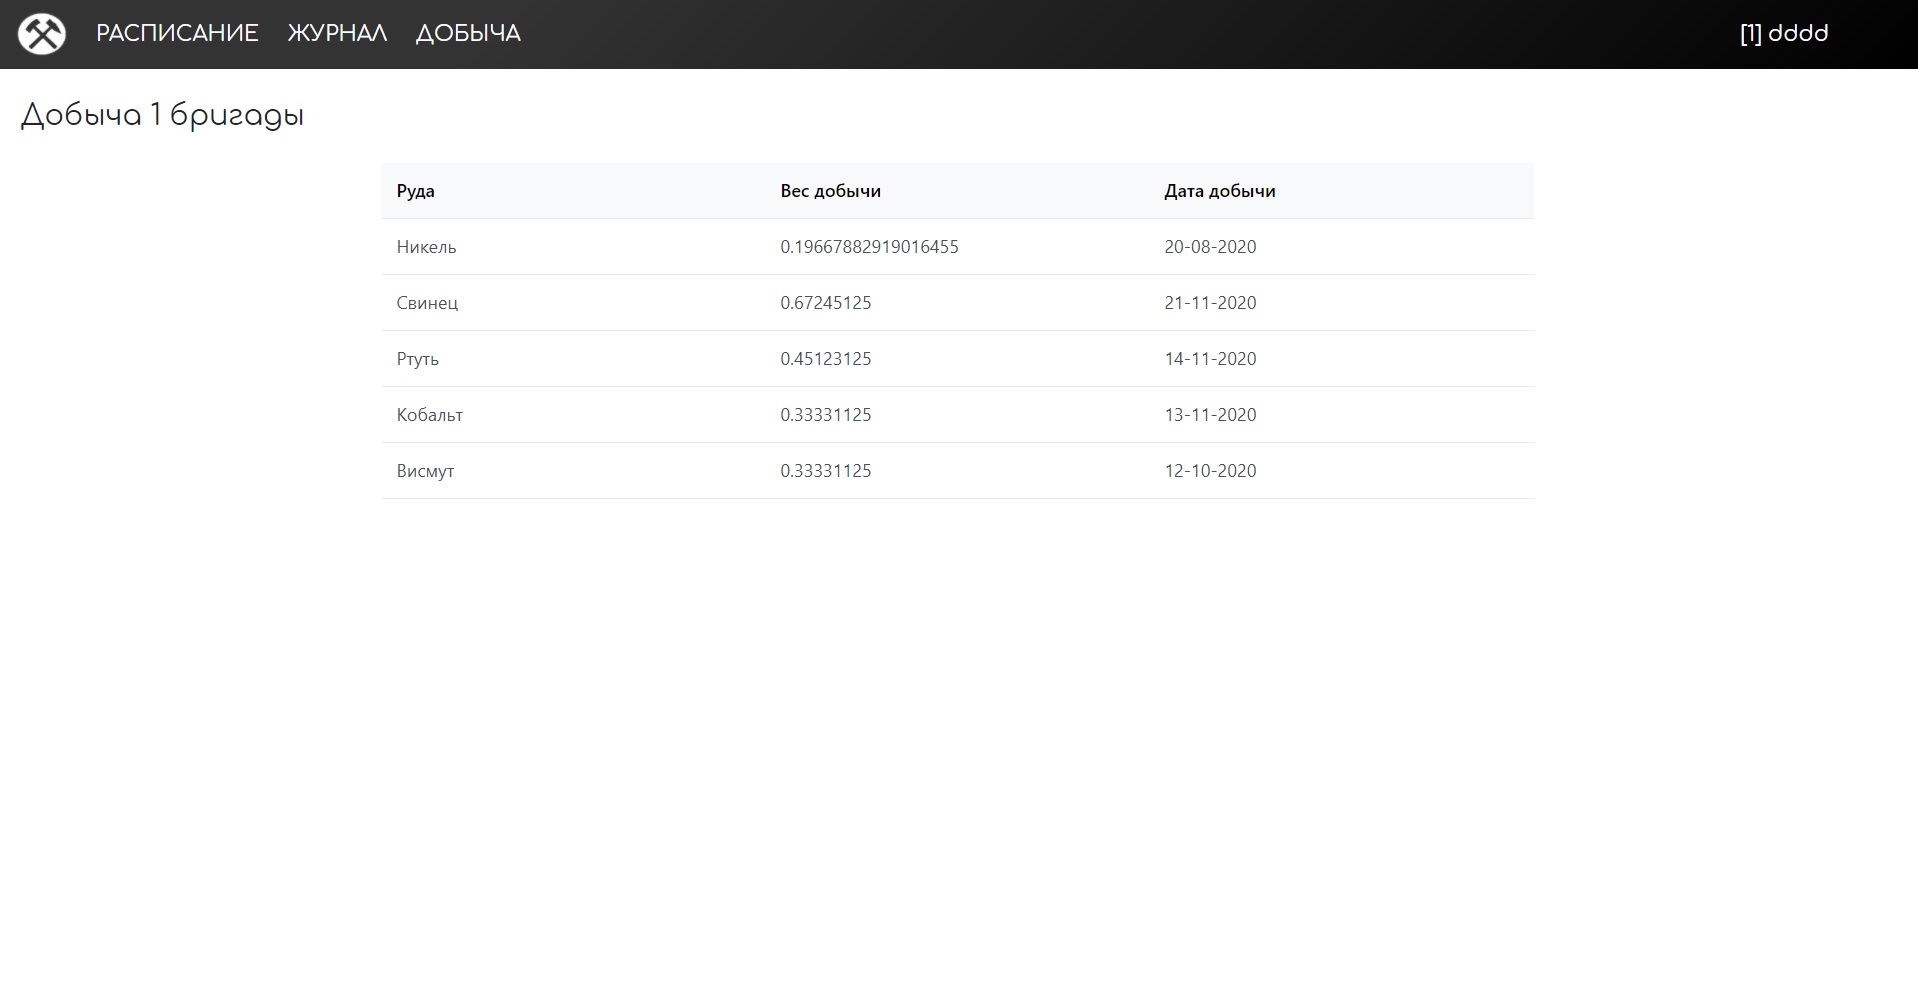 РАСПИСАНИЕ ЖУРНАЛ ДОБЫЧА [1] dddd
Добыча 1 бригады
Руда Вес добычи Дата добычи
Никель 0.19667882919016455 20-08-2020
Свинец 0.67245125 21-11-2020
Ртуть 0.45123125 14-11-2020
Кобальт 0.33331125 13-11-2020
Висмут 0.33331125 12-10-2020